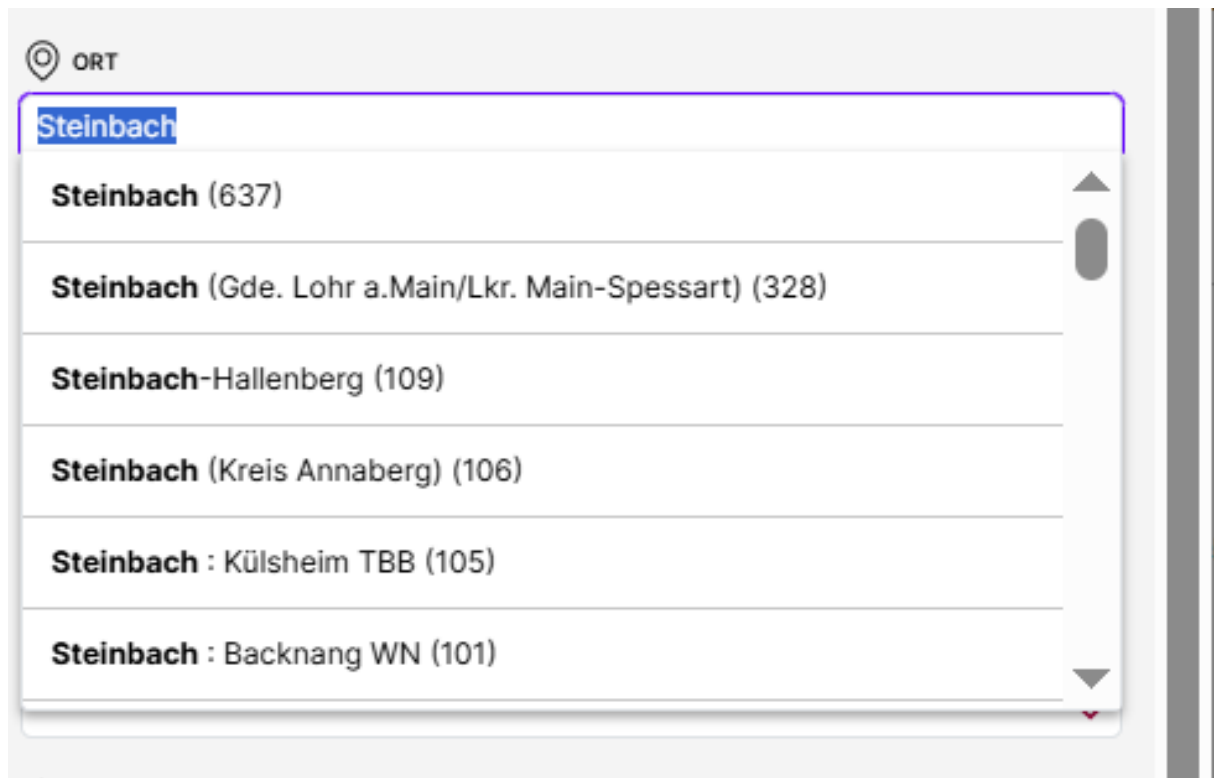 ORT
Steinbach
Steinbach (637)
Steinbach (Gde. Lohr a.Main/Lkr. Main-Spessart) (328)
Steinbach-Hallenberg (109)
Steinbach (Kreis Annaberg) (106)
Steinbach : Külsheim TBB (105)
Steinbach : Backnang WN (101)